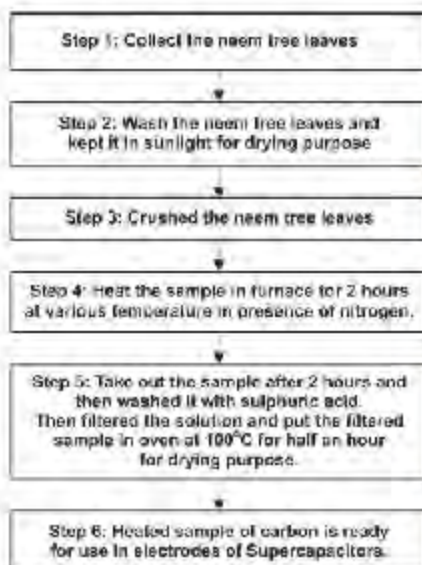 Step 1: Collect the neem tree leaves
Step 2: Wash the neem tree leaves and
kept it in sunlight for drying purpose
Step 3: Crushed the neem tree leaves
Step 4: Heat the sample in furnace for 2 hours
at various temperature in presence of nitrogen.
Step 5: Take out the sample after 2 hours and
then washed it with sulphuric acid.
Then filtered the solution and put the filtered
sample in oven at 100°C for half an hour
for drying purpose.
Step 6: Heated sample of carbon is ready
for use in electrodes of Supercapacitors.